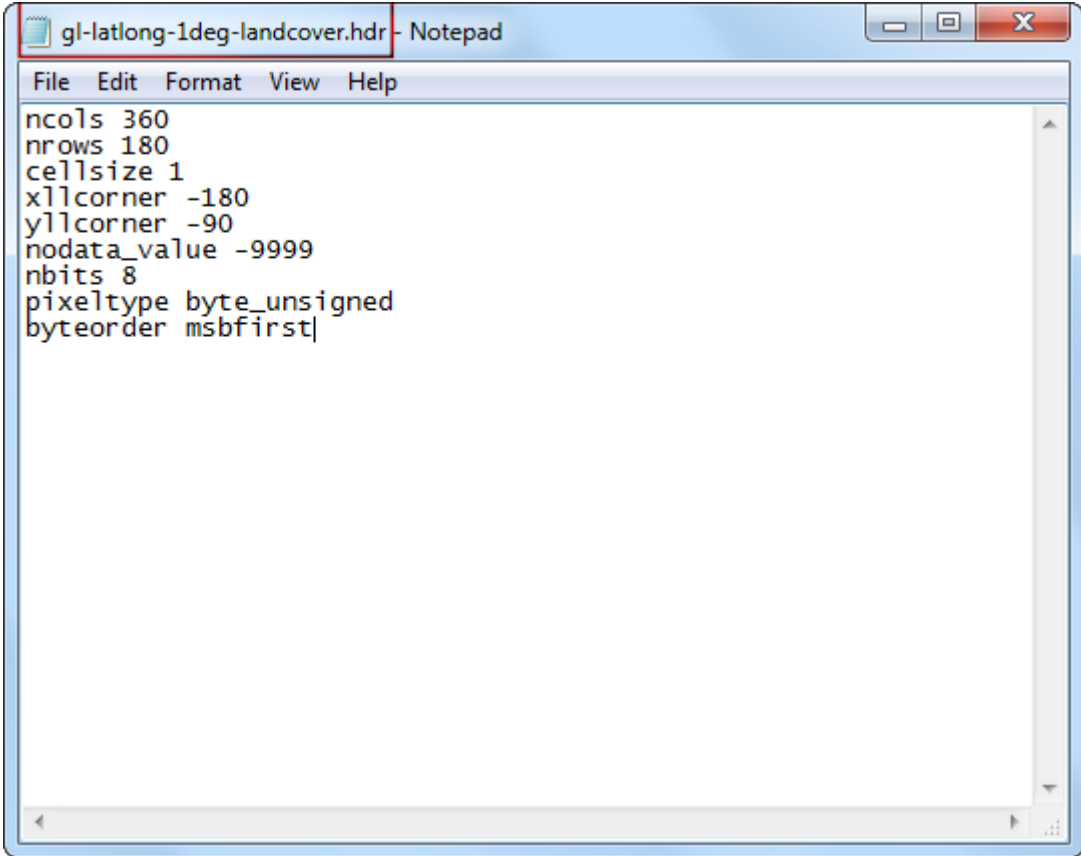 gl-latlong-1deg-landcover.hdr - Notepad
File Edit Format View Help
ncols 360
nrows 180
cellsize 1
xllcorner -180
yllcorner -90
nodata_value -9999
nbits 8
pixeltype byte_unsigned
byteorder msbfirst